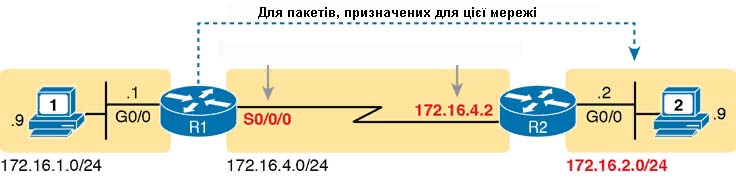 Для пакетів, призначених для цієї мережі
1
.9
.1
G0/0
R1
S0/0/0
172.16.4.2
R2
.2
G0/0
2
.9
172.16.1.0/24
172.16.4.0/24
172.16.2.0/24